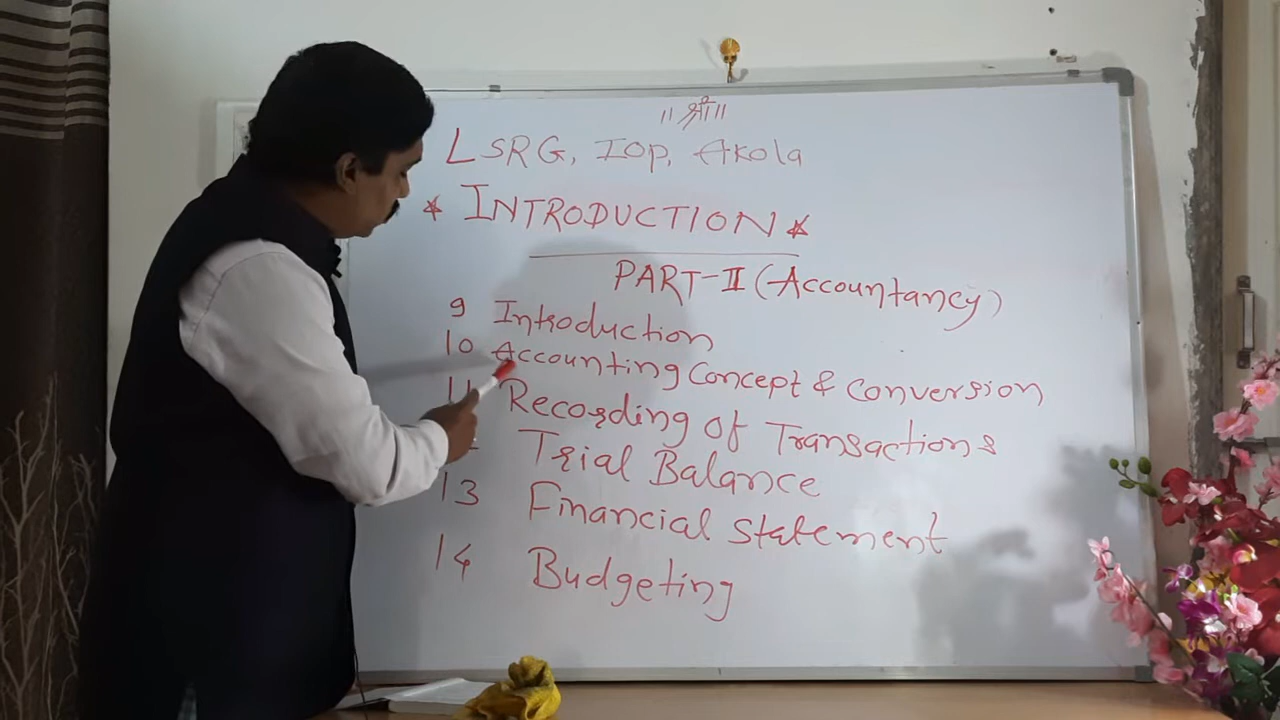 ॥ श्री ॥
LSRG, IOP, Akola
* INTRODUCTION *
PART-II (Accountancy)
9 Introduction
10 Accounting Concept & Conversion
11 Recording of Transactions
Trial Balance
13 Financial Statement
14 Budgeting